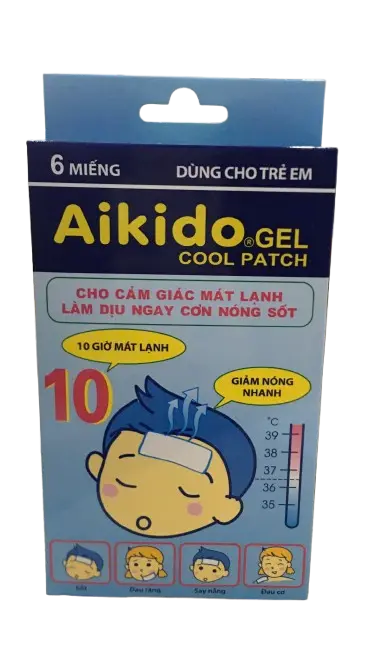 6 MIẾNG
DÙNG CHO TRẺ EM
Aikido® GEL
COOL PATCH
CHO CẢM GIÁC MÁT LẠNH
LÀM DỊU NGAY CƠN NÓNG SỐT
10 GIỜ MÁT LẠNH
10
GIẢM NÓNG
NHANH
°C
39
38
37
36
35
Sốt
Đau răng
Say nắng
Đau cơ